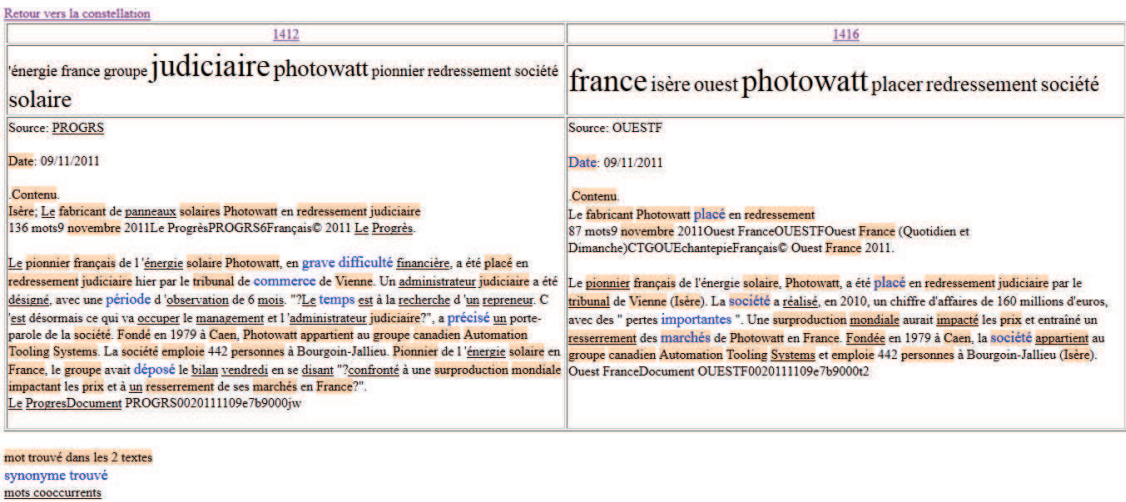 Retour vers la constellation
1412
'énergie france groupe judiciaire photowatt pionnier redressement société
solaire
Source: PROGRS
Date: 09/11/2011
.Contenu.
Isère; Le fabricant de panneaux solaires Photowatt en redressement judiciaire
136 mots9 novembre 2011Le ProgrèsPROGRS6Français© 2011 Le Progrès.
Le pionnier français de l 'énergie solaire Photowatt, en grave difficulté financière, a été placé en
redressement judiciaire hier par le tribunal de commerce de Vienne. Un administrateur judiciaire a été
désigné, avec une période d 'observation de 6 mois. "?Le temps est à la recherche d 'un repreneur. C
'est désormais ce qui va occuper le management et l 'administrateur judiciaire?", a précisé un porte-
parole de la société. Fondé en 1979 à Caen, Photowatt appartient au groupe canadien Automation
Tooling Systems. La société emploie 442 personnes à Bourgoin-Jallieu. Pionnier de l 'énergie solaire en
France, le groupe avait déposé le bilan vendredi en se disant "?confronté à une surproduction mondiale
impactant les prix et à un resserrement de ses marchés en France?".
Le ProgresDocument PROGRS0020111109e7b9000jw
1416
france isère ouest photowatt placer redressement société
Source: OUESTF
Date: 09/11/2011
.Contenu.
Le fabricant Photowatt placé en redressement
87 mots9 novembre 2011Ouest FranceOUESTFOuest France (Quotidien et
Dimanche)CTGOUEchantepieFrançais© Ouest France 2011.
Le pionnier français de l'énergie solaire, Photowatt, a été placé en redressement judiciaire par le
tribunal de Vienne (Isère). La société a réalisé, en 2010, un chiffre d'affaires de 160 millions d'euros,
avec des " pertes importantes ". Une surproduction mondiale aurait impacté les prix et entraîné un
resserrement des marchés de Photowatt en France. Fondée en 1979 à Caen, la société appartient au
groupe canadien Automation Tooling Systems et emploie 442 personnes à Bourgoin-Jallieu (Isère).
Ouest FranceDocument OUESTF0020111109e7b9000t2
mot trouvé dans les 2 textes
synonyme trouvé
mots cooccurrents